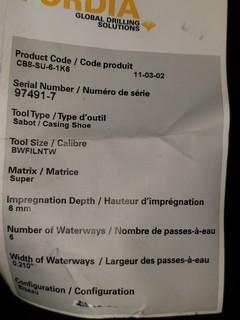 FORDIA
GLOBAL DRILLING
SOLUTIONS
Product Code / Code produit
CB8-SU-6-1K6 11-03-02
Serial Number / Numéro de série
97491-7
Tool Type / Type d'outil
Sabot / Casing Shoe
Tool Size / Calibre
BWFILNTW
Matrix / Matrice
Super
Impregnation Depth / Hauteur d'imprégnation
6 mm
Number of Waterways / Nombre de passes-à-eau
6
Width of Waterways / Largeur des passes-à-eau
0.210"
Configuration / Configuration
Biseau